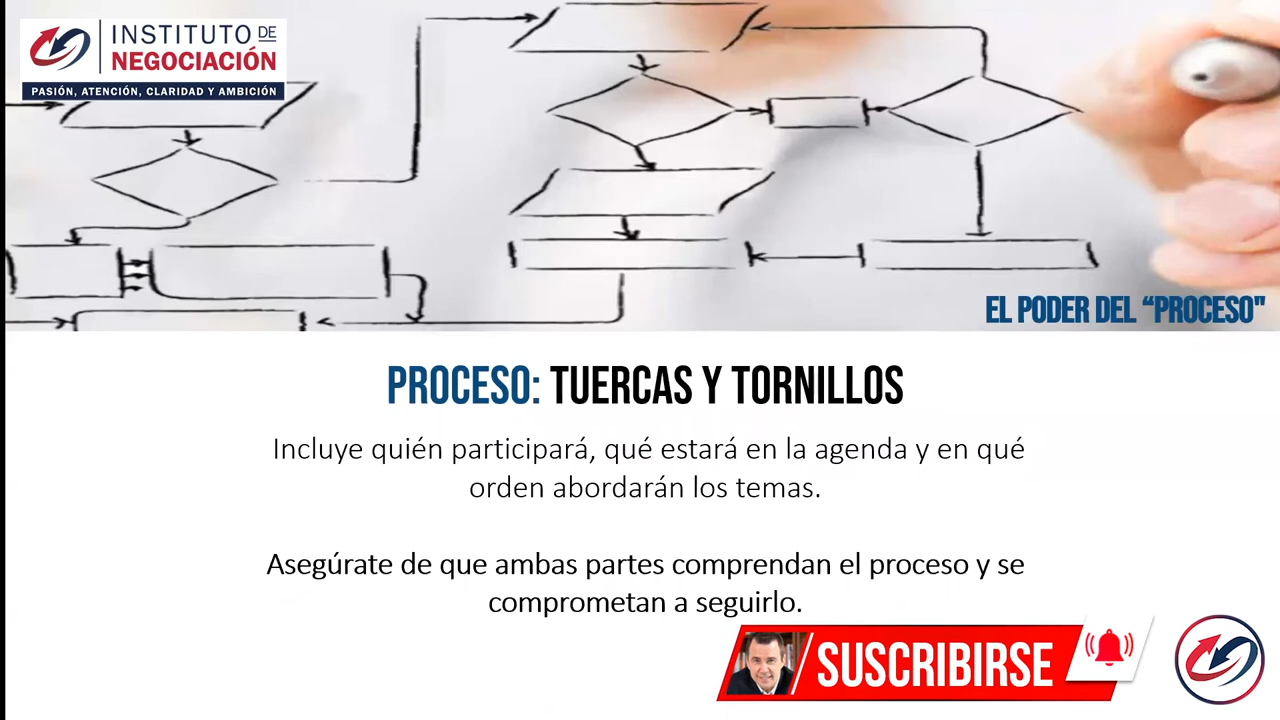 INSTITUTO DE
NEGOCIACIÓN
PASIÓN, ATENCIÓN, CLARIDAD Y AMBICIÓN
EL PODER DEL “PROCESO"
PROCESO: TUERCAS Y TORNILLOS
Incluye quién participará, qué estará en la agenda y en qué
orden abordarán los temas.
Asegúrate de que ambas partes comprendan el proceso y se
comprometan a seguirlo.
SUSCRIBIRSE